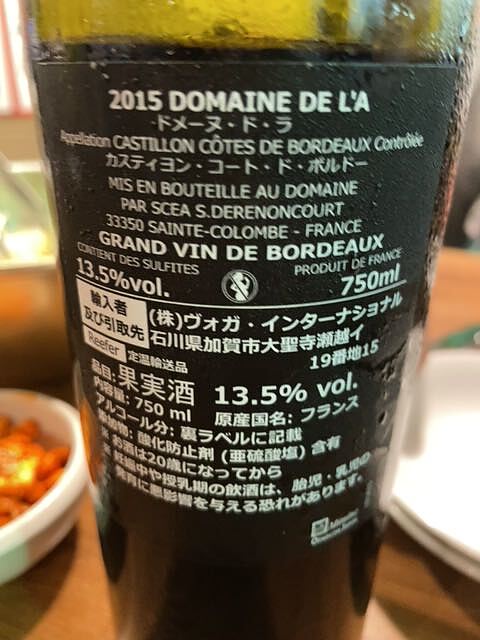 2015 DOMAINE DE L'A
ドメーヌ・ド・ラ
Appellation CASTILLON CÔTES DE BORDEAUX Contrôlée
カスティヨン・コート・ド・ボルドー
MIS EN BOUTEILLE AU DOMAINE
PAR SCEA S.DERENONCOURT
33350 SAINTE-COLOMBE - FRANCE
GRAND VIN DE BORDEAUX
CONTIENT DES SULFITES PRODUIT DE FRANCE
13.5%vol. 750ml
輸入者
及び引取先
(株)ヴォガ・インターナショナル
石川県加賀市大聖寺瀬越イ
19番地15
Reefer 定温輸送品
品目:果実酒 13.5% vol.
内容量: 750 ml 原産国名: フランス
アルコール分: 裏ラベルに記載
添加物: 酸化防止剤 (亜硫酸塩) 含有
※ お酒は20歳になってから
※ 妊娠中や授乳期の飲酒は、胎児・乳児の
発育に悪影響を与える恐れがあります。